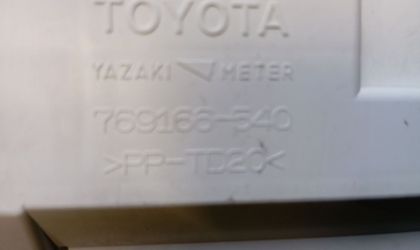 TOYOTA
YAZAKI METER
769166-540
>PP-TD20<